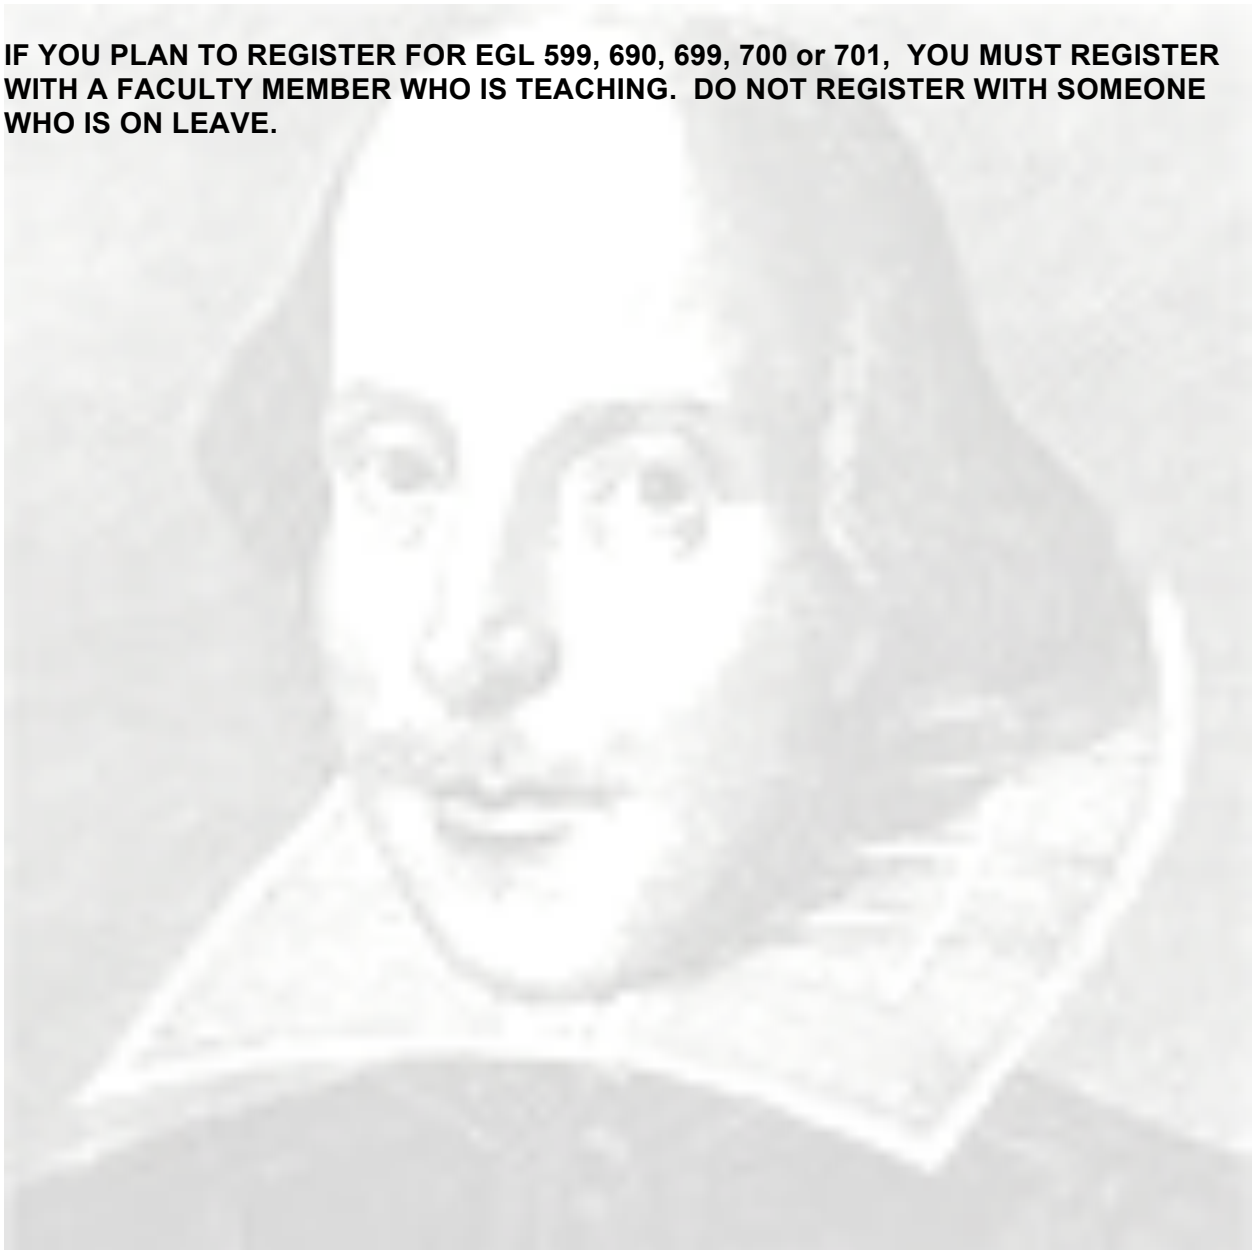 IF YOU PLAN TO REGISTER FOR EGL 599, 690, 699, 700 or 701,  YOU MUST REGISTER
WITH A FACULTY MEMBER WHO IS TEACHING.  DO NOT REGISTER WITH SOMEONE
WHO IS ON LEAVE.